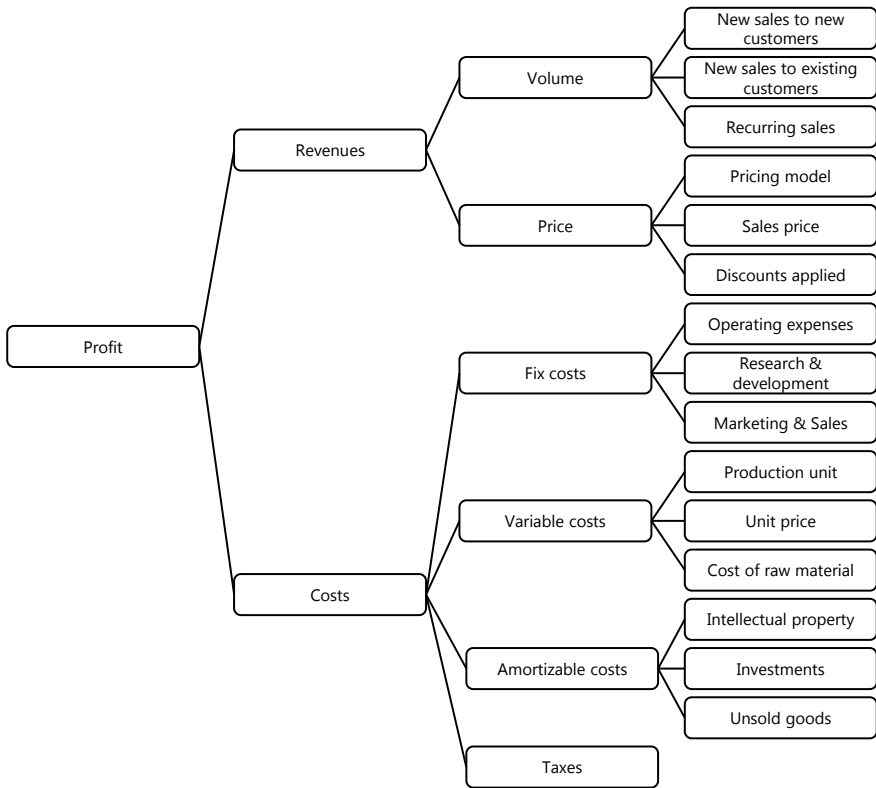 New sales to new
customers
Volume
New sales to existing
customers
Recurring sales
Revenues
Pricing model
Price
Sales price
Discounts applied
Profit
Operating expenses
Fix costs
Research &
development
Marketing & Sales
Production unit
Variable costs
Unit price
Cost of raw material
Costs
Intellectual property
Amortizable costs
Investments
Unsold goods
Taxes